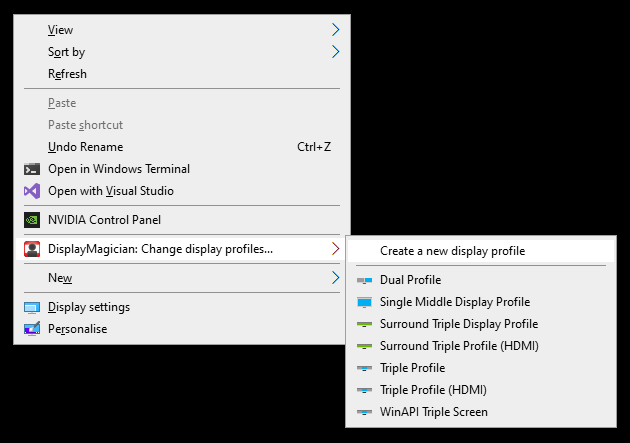 View
Sort by
Refresh
Paste
Paste shortcut
Undo Rename Ctrl+Z
Open in Windows Terminal
Open with Visual Studio
NVIDIA Control Panel
DisplayMagician: Change display profiles...
New
Display settings
Personalise
Create a new display profile
Dual Profile
Single Middle Display Profile
Surround Triple Display Profile
Surround Triple Profile (HDMI)
Triple Profile
Triple Profile (HDMI)
WinAPI Triple Screen